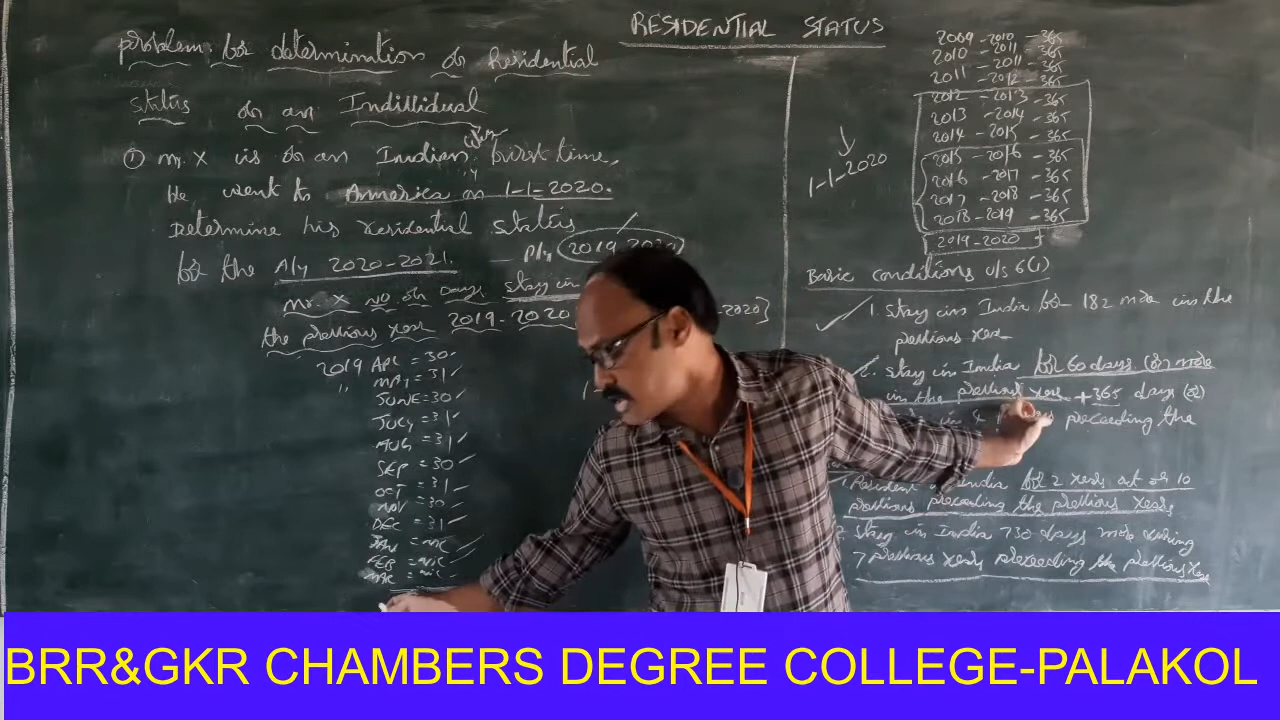 RESIDENTIAL STATUS
problem for determination of Residential
status of an Individual
① Mr. X is of an Indian first time,
He went to America on 1-1-2020.
Determine his residential status
for the A/y 2020-2021.
P/y 2019-2020
Mr. X NO of Days stay in
the previous year 2019-2020
-2020]
2019 APL = 30
" MAY = 31
JUNE = 30
JULY = 31
AUG = 31
SEP = 30
OCT = 31
NOV = 30
DEC = 31
JAN = NIL
FEB = NIL
MAR = NIL
1-1-2020
2009 - 2010 - 365
2010 - 2011 - 365
2011 - 2012 - 365
2012 - 2013 - 365
2013 - 2014 - 365
2014 - 2015 - 365
2015 - 2016 - 365
2016 - 2017 - 365
2017 - 2018 - 365
2018 - 2019 - 365
2019-2020 +
Basic conditions u/s 6(1)
1. stay in India for 182 more in the
previous year
2. stay in India for 60 days (or) more
in the previous year +365 days (or)
in 4 preceeding the
1. Resident in India for 2 years out of 10
previous preceeding the previous years
2. stay in India 730 days more during
7 previous years preceeding the previous year
BRR&GKR CHAMBERS DEGREE COLLEGE-PALAKOL